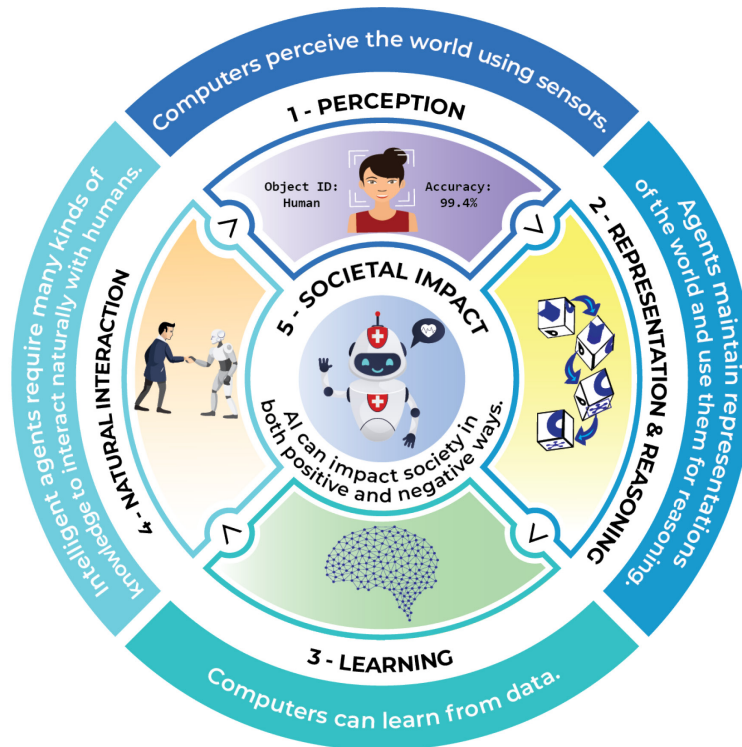 Computers perceive the world using sensors.
1 - PERCEPTION
Object ID:
Human
Accuracy:
99.4%
Agents maintain representations
of the world and use them for reasoning.
2 - REPRESENTATION & REASONING
3 - LEARNING
Computers can learn from data.
Intelligent agents require many kinds of
knowledge to interact naturally with humans.
4 - NATURAL INTERACTION
5 - SOCIETAL IMPACT
AI can impact society in
both positive and negative ways.